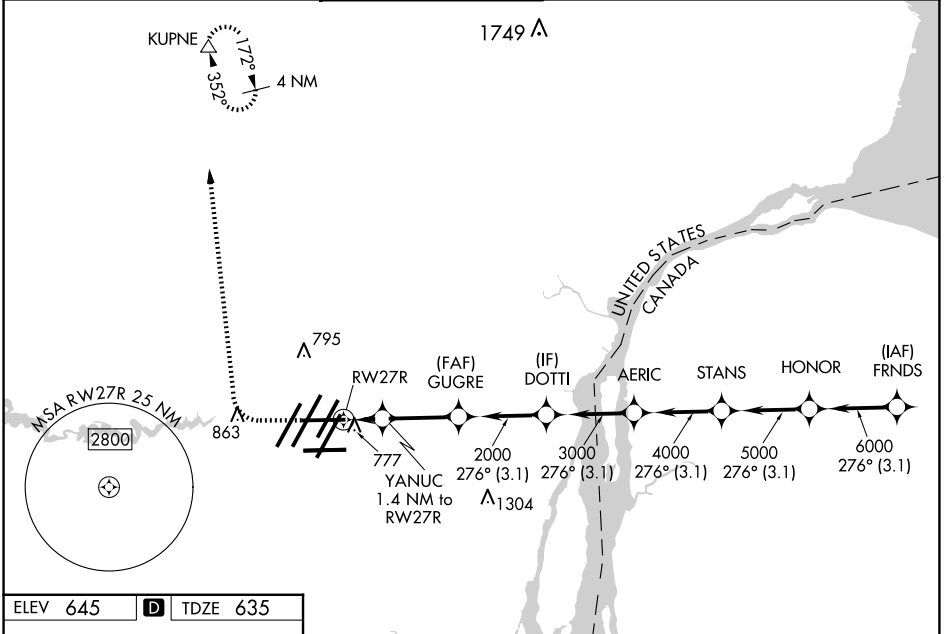 1749
KUPNE
172°
352°
4 NM
UNITED STATES
CANADA
795
RW27R
(FAF)
GUGRE
(IF)
DOTTI
AERIC
STANS
HONOR
(IAF)
FRNDS
MSA RW27R 25 NM
2800
863
777
YANUC
1.4 NM to
RW27R
2000
276° (3.1)
3000
276° (3.1)
4000
276° (3.1)
5000
276° (3.1)
6000
276° (3.1)
1304
ELEV 645 D TDZE 635